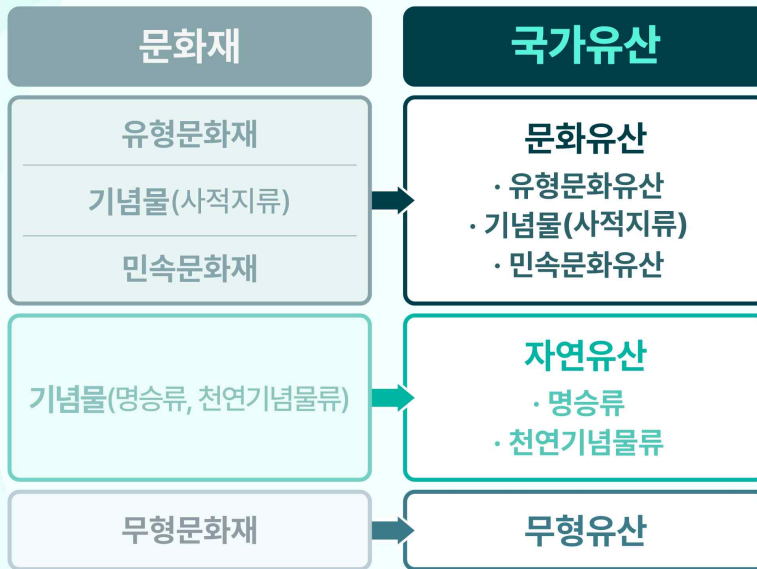 문화재
국가유산
유형문화재
기념물(사적지류)
민속문화재
문화유산
· 유형문화유산
· 기념물(사적지류)
· 민속문화유산
기념물(명승류, 천연기념물류)
자연유산
· 명승류
· 천연기념물류
무형문화재
무형유산